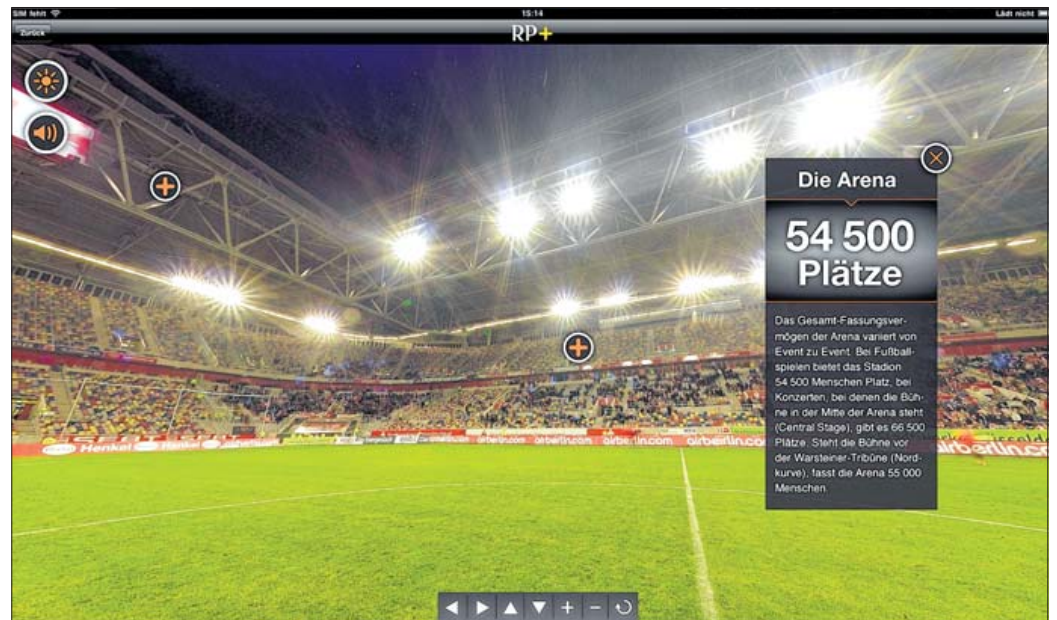 SIM fehlt 15:14 Lädt nicht
Zurück
RP+
Die Arena
54 500
Plätze
Das Gesamt-Fassungsver-
mögen der Arena variiert von
Event zu Event. Bei Fußball-
spielen bietet das Stadion
54 500 Menschen Platz, bei
Konzerten, bei denen die Büh-
ne in der Mitte der Arena steht
(Central Stage), gibt es 66 500
Plätze. Steht die Bühne vor
der Warsteiner-Tribüne (Nord-
kurve), fasst die Arena 55 000
Menschen.
Henkel airberlin.com airberlin.com airberlin.com airberlin.com